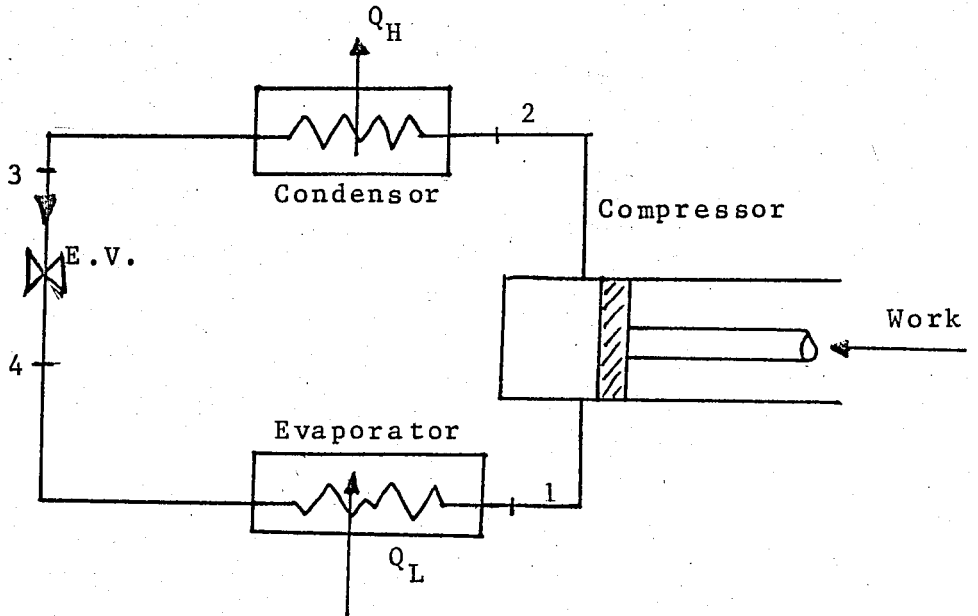 Q_H
2
3
Condensor
Compressor
E.V.
Work
4
Evaporator
1
Q_L